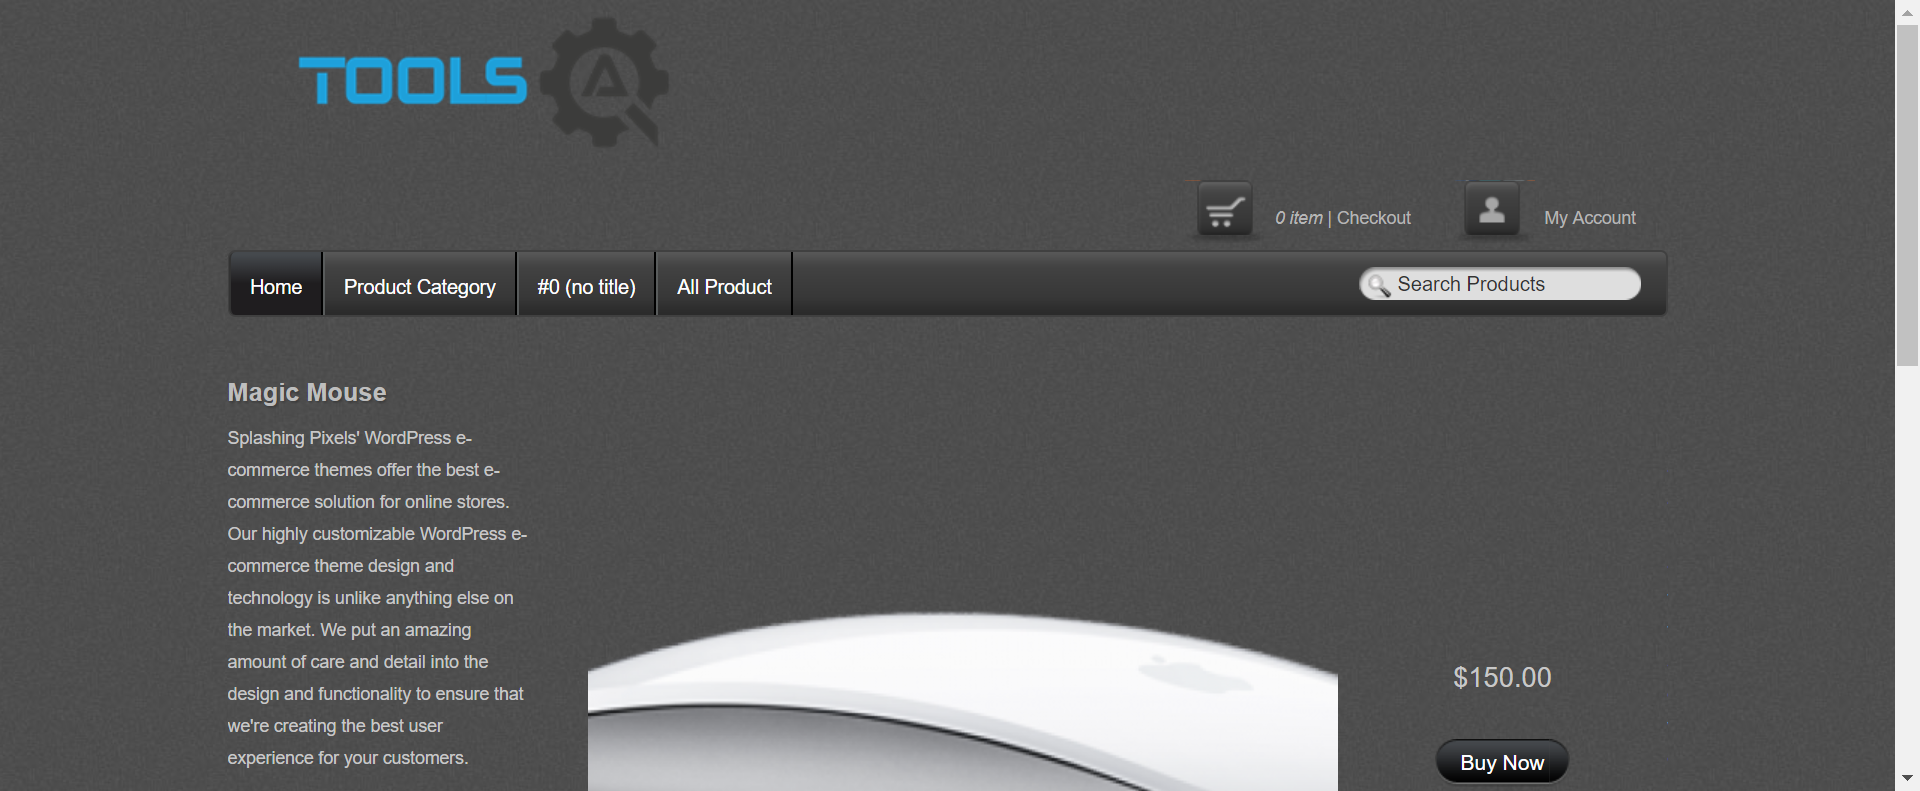 TOOLS
0 item | Checkout
My Account
Home
Product Category
#0 (no title)
All Product
Search Products
Magic Mouse
Splashing Pixels' WordPress e-
commerce themes offer the best e-
commerce solution for online stores.
Our highly customizable WordPress e-
commerce theme design and
technology is unlike anything else on
the market. We put an amazing
amount of care and detail into the
design and functionality to ensure that
we're creating the best user
experience for your customers.
$150.00
Buy Now